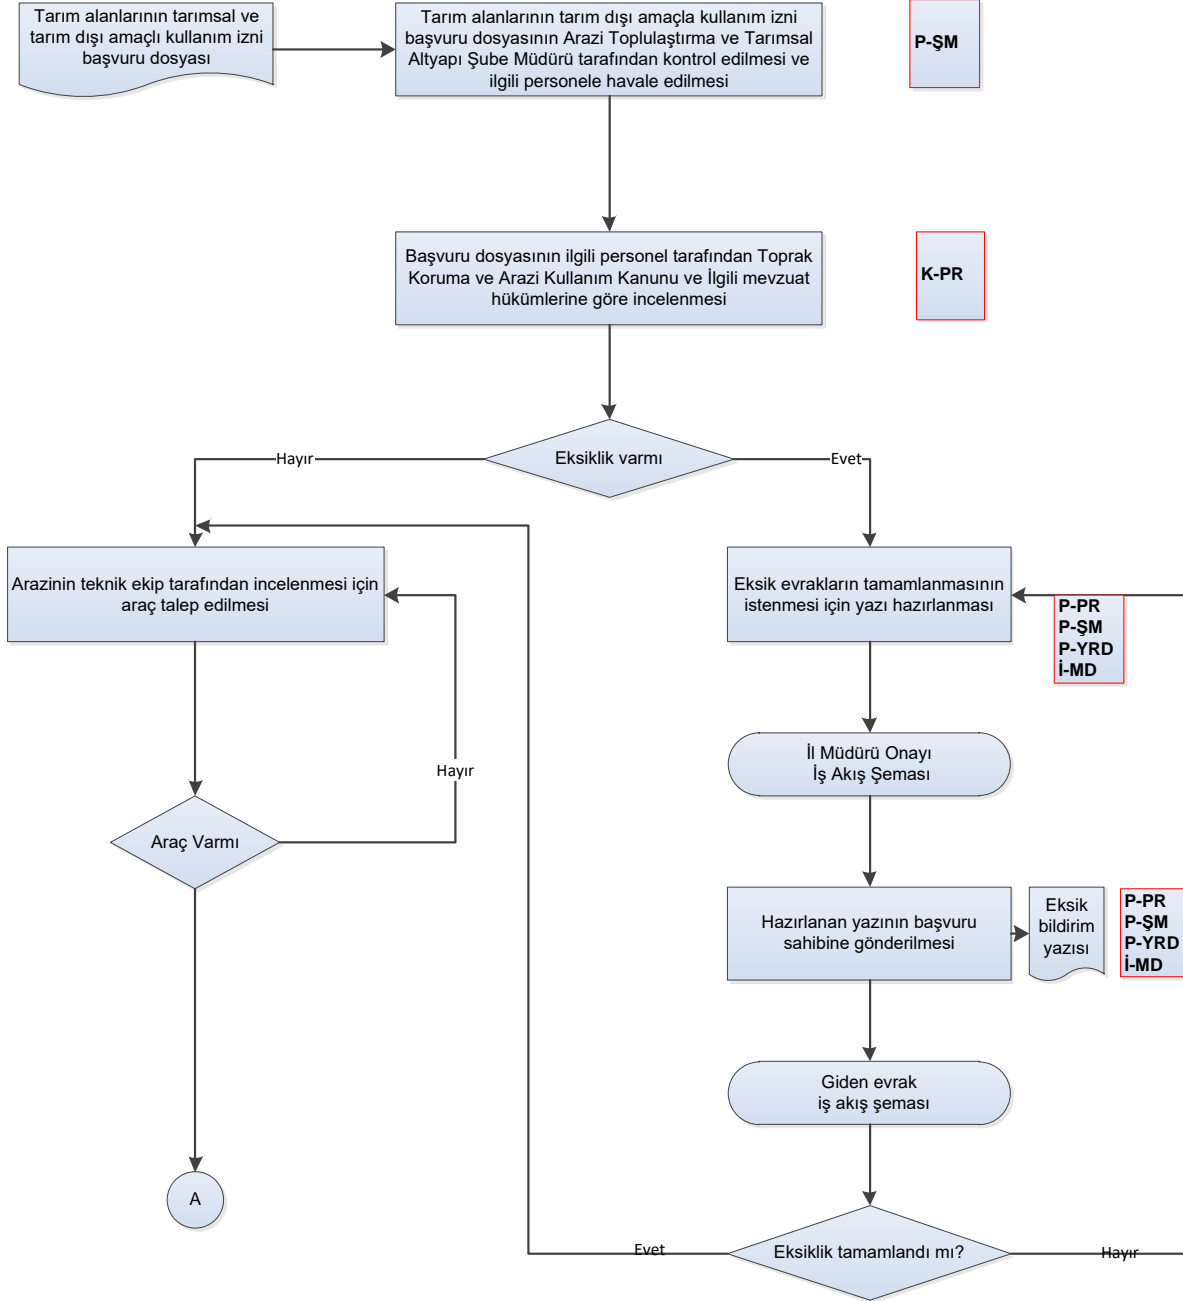 Tarım alanlarının tarımsal ve
tarım dışı amaçlı kullanım izni
başvuru dosyası
Tarım alanlarının tarım dışı amaçla kullanım izni
başvuru dosyasının Arazi Toplulaştırma ve Tarımsal
Altyapı Şube Müdürü tarafından kontrol edilmesi ve
ilgili personele havale edilmesi
P-ŞM
Başvuru dosyasının ilgili personel tarafından Toprak
Koruma ve Arazi Kullanım Kanunu ve İlgili mevzuat
hükümlerine göre incelenmesi
K-PR
Hayır
Eksiklik varmı
Evet
Arazinin teknik ekip tarafından incelenmesi için
araç talep edilmesi
Eksik evrakların tamamlanmasının
istenmesi için yazı hazırlanması
P-PR
P-ŞM
P-YRD
İ-MD
İl Müdürü Onayı
İş Akış Şeması
Hayır
Araç Varmı
Hazırlanan yazının başvuru
sahibine gönderilmesi
Eksik
bildirim
yazısı
P-PR
P-ŞM
P-YRD
İ-MD
Giden evrak
iş akış şeması
A
Evet
Eksiklik tamamlandı mı?
Hayır